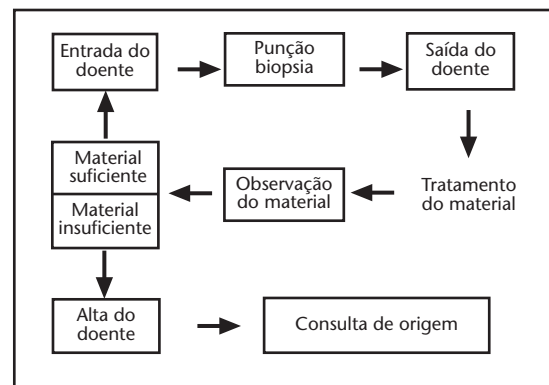 Entrada do
doente
Punção
biopsia
Saída do
doente
Material
suficiente
Material
insuficiente
Observação
do material
Tratamento
do material
Alta do
doente
Consulta de origem